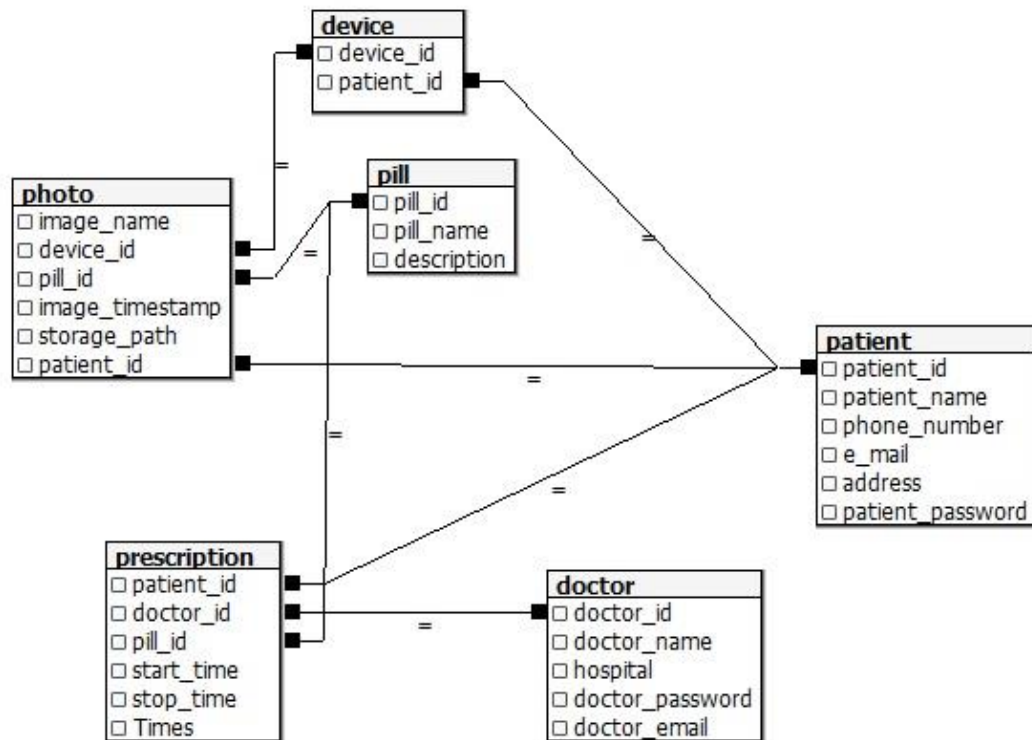 device
device_id
patient_id
=
pill
pill_id
pill_name
description
=
=
photo
image_name
device_id
pill_id
image_timestamp
storage_path
patient_id
=
=
=
patient
patient_id
patient_name
phone_number
e_mail
address
patient_password
=
prescription
patient_id
doctor_id
pill_id
start_time
stop_time
Times
=
doctor
doctor_id
doctor_name
hospital
doctor_password
doctor_email